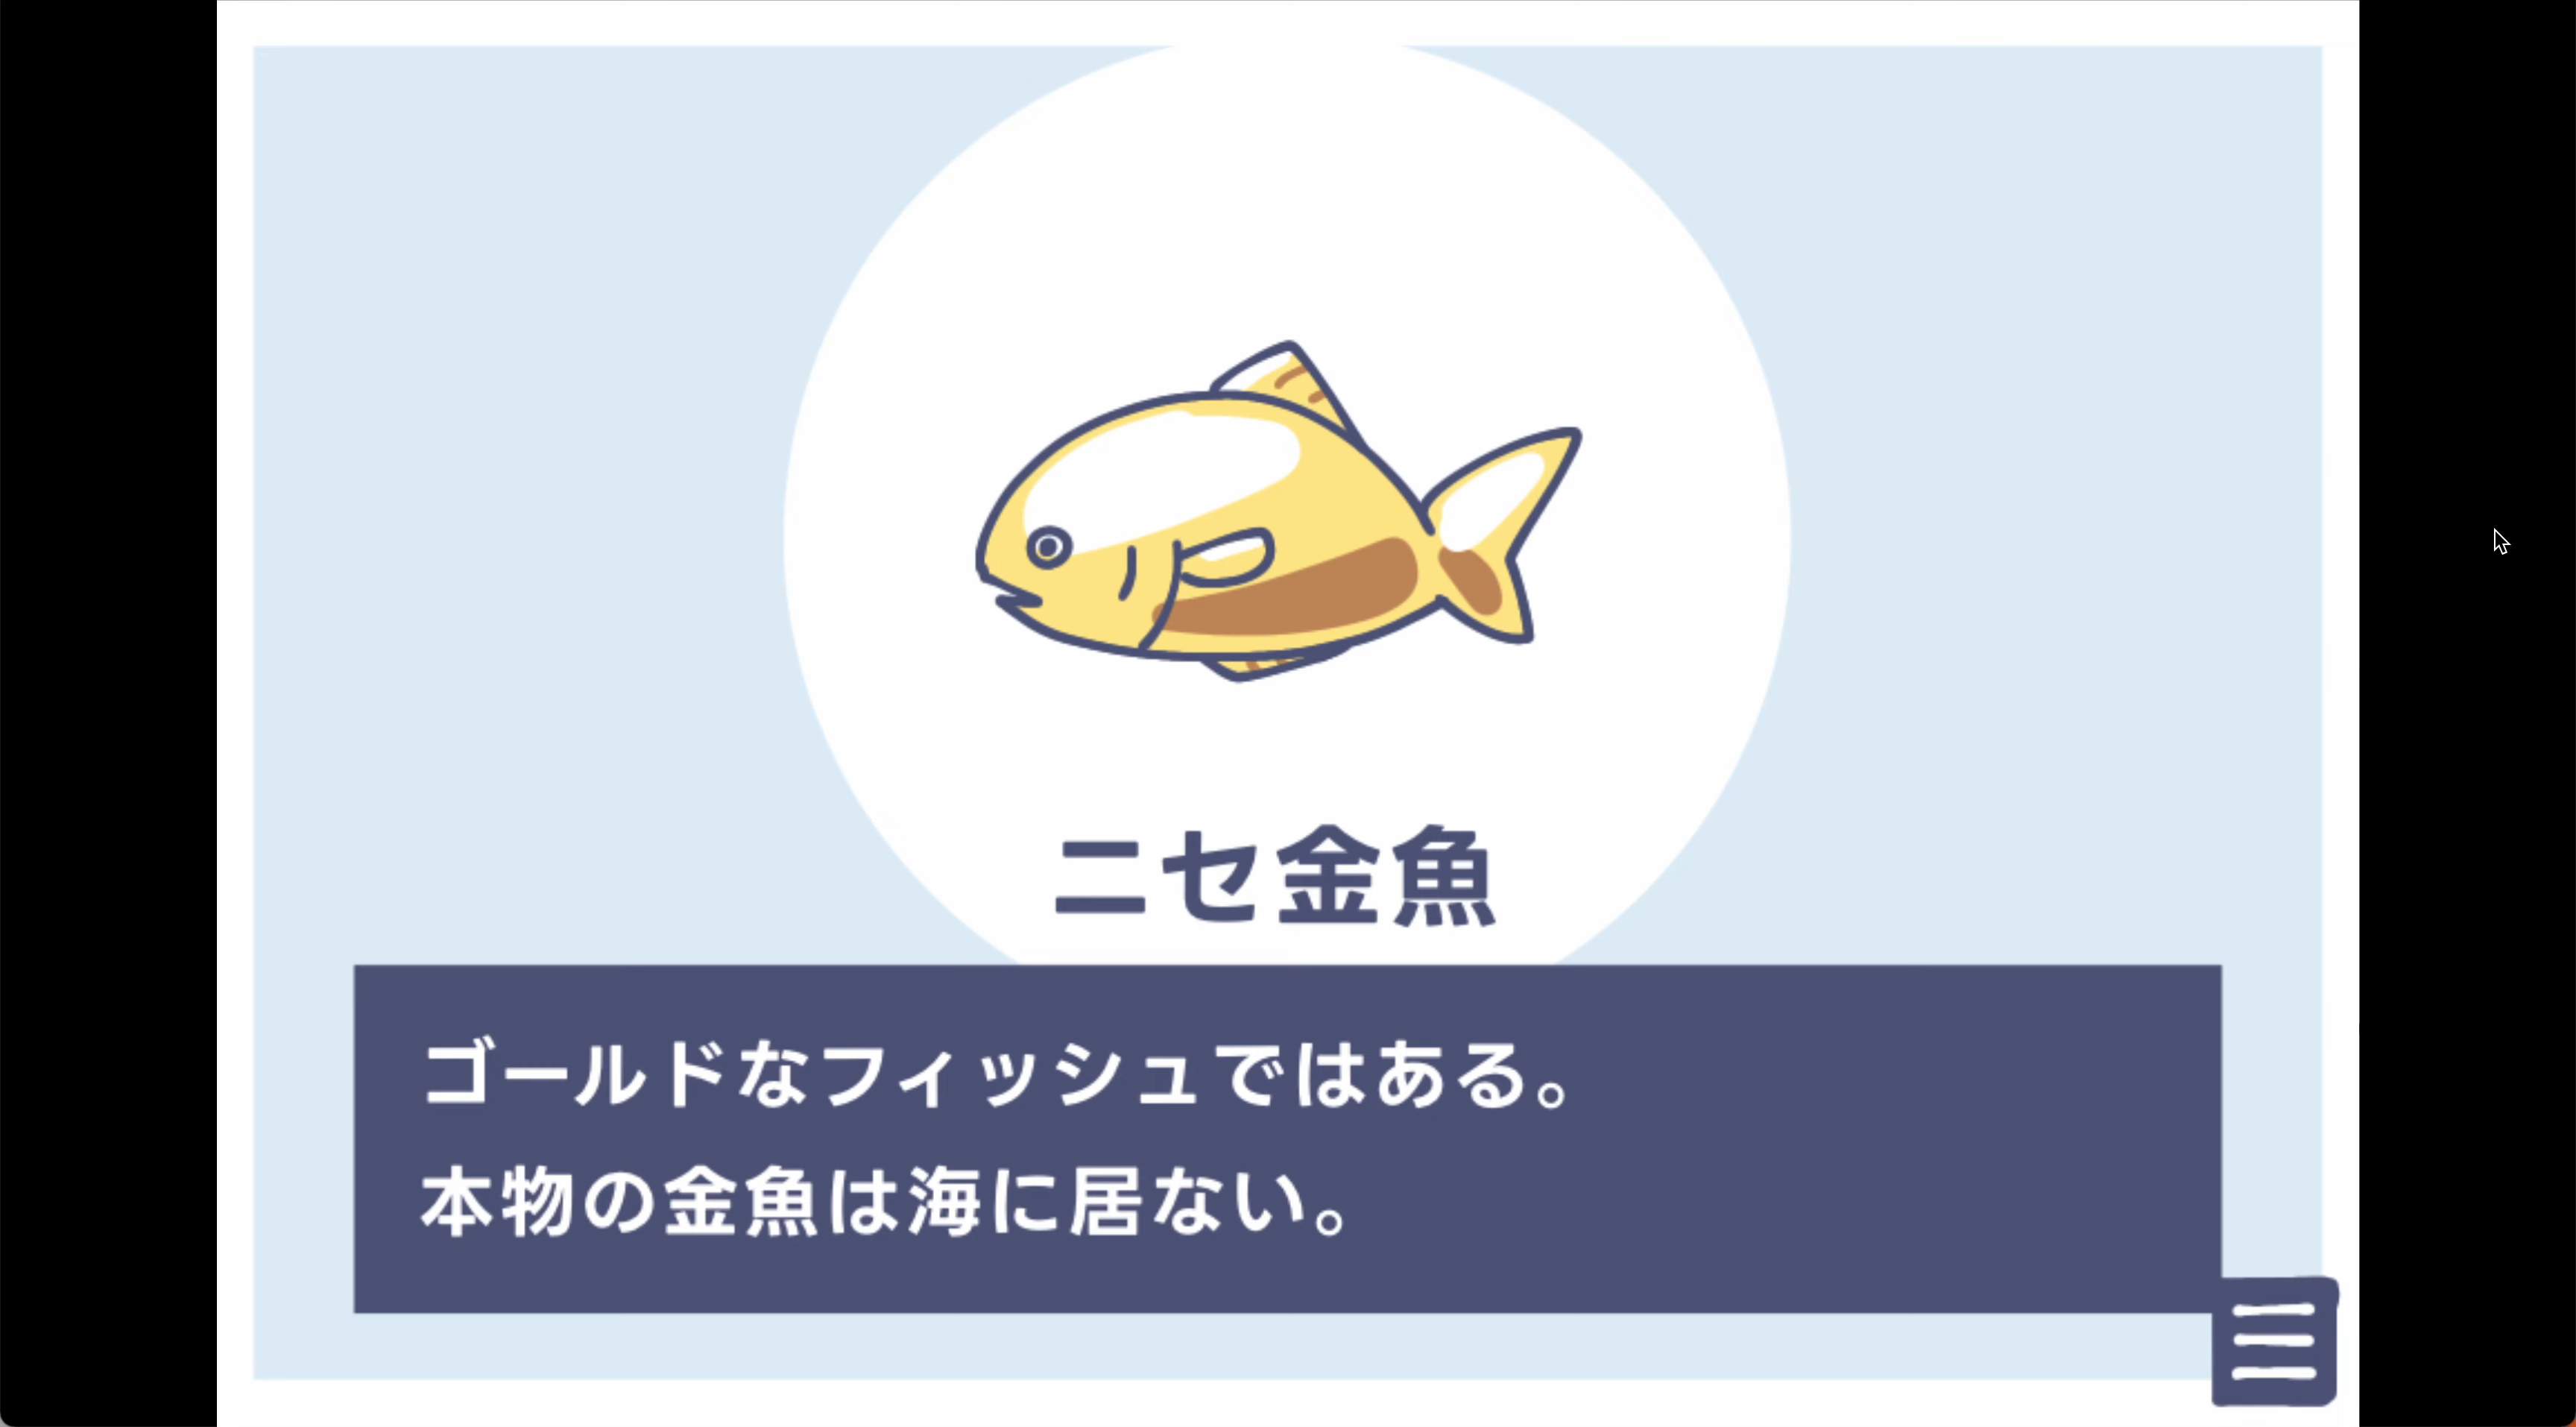 ニセ金魚
ゴールドなフィッシュではある。
本物の金魚は海に居ない。